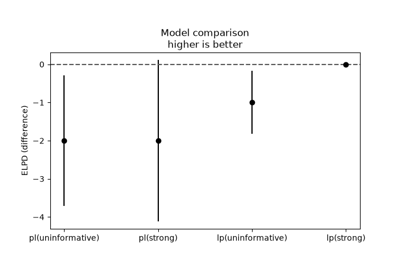 Model comparison
higher is better
ELPD (difference)
0
−1
−2
−3
−4
pl(uninformative)
pl(strong)
lp(uninformative)
lp(strong)